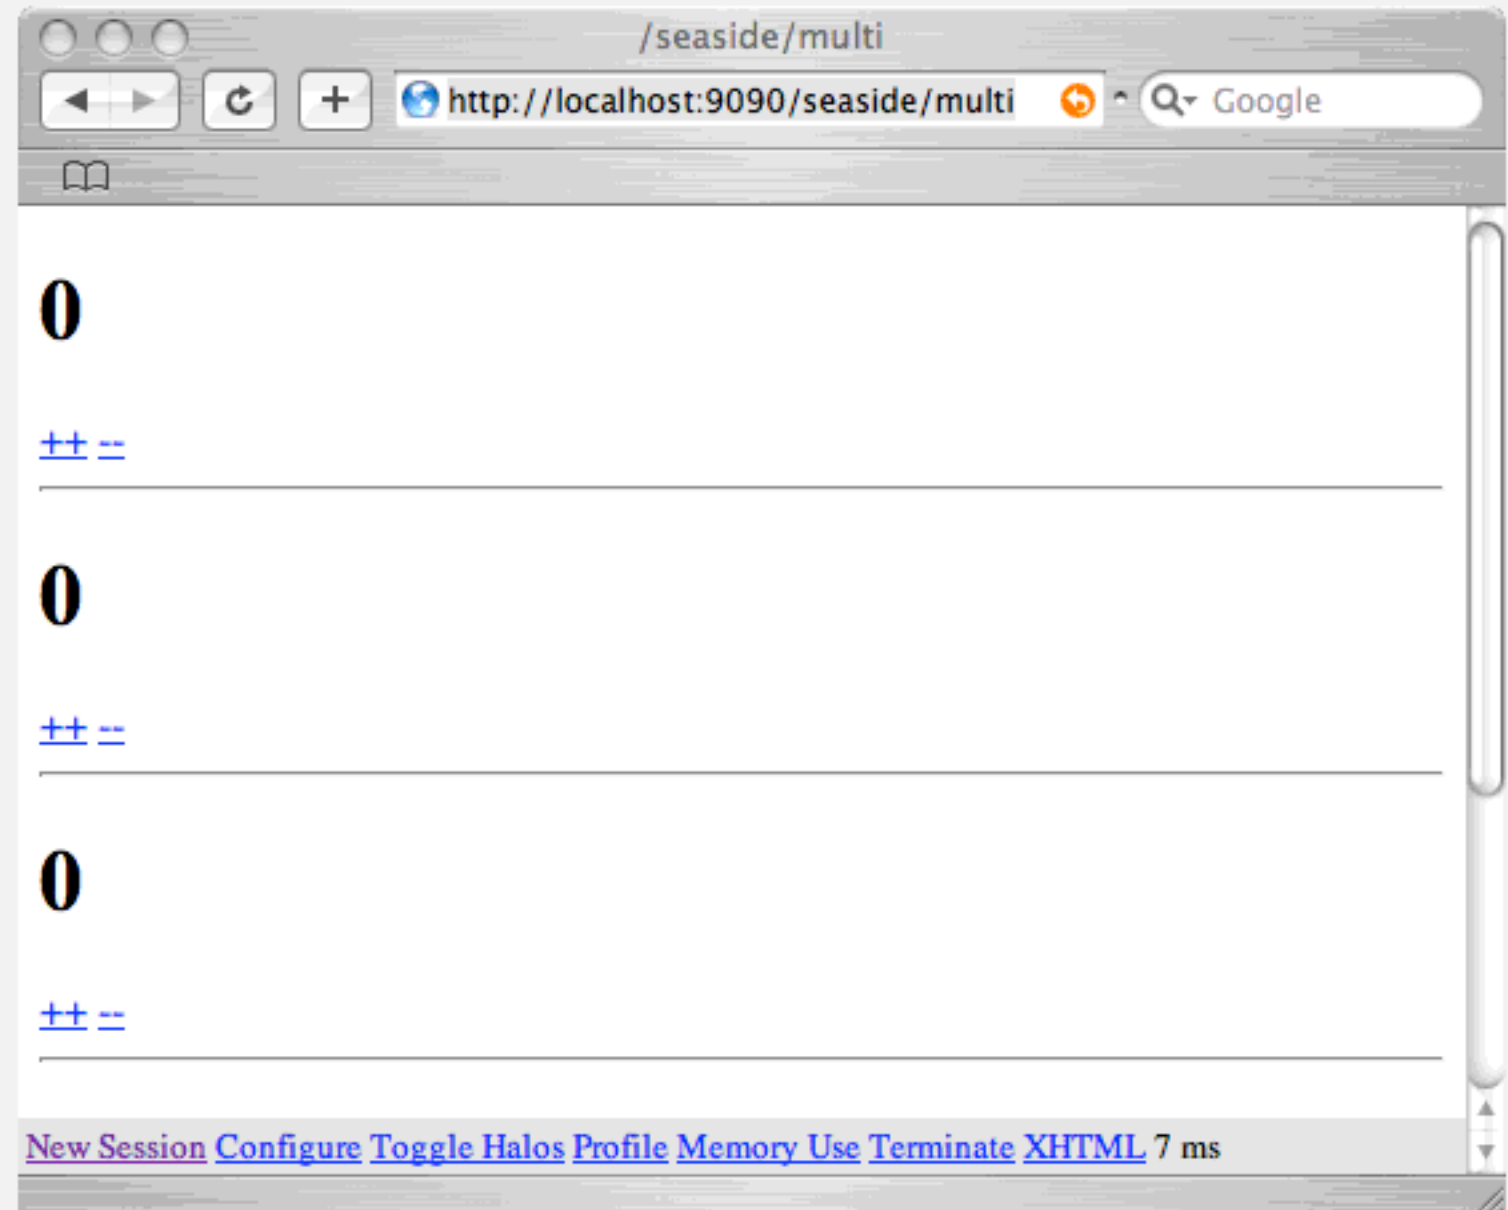 /seaside/multi
http://localhost:9090/seaside/multi Google
0
++ --
0
++ --
0
++ --
New Session Configure Toggle Halos Profile Memory Use Terminate XHTML 7 ms